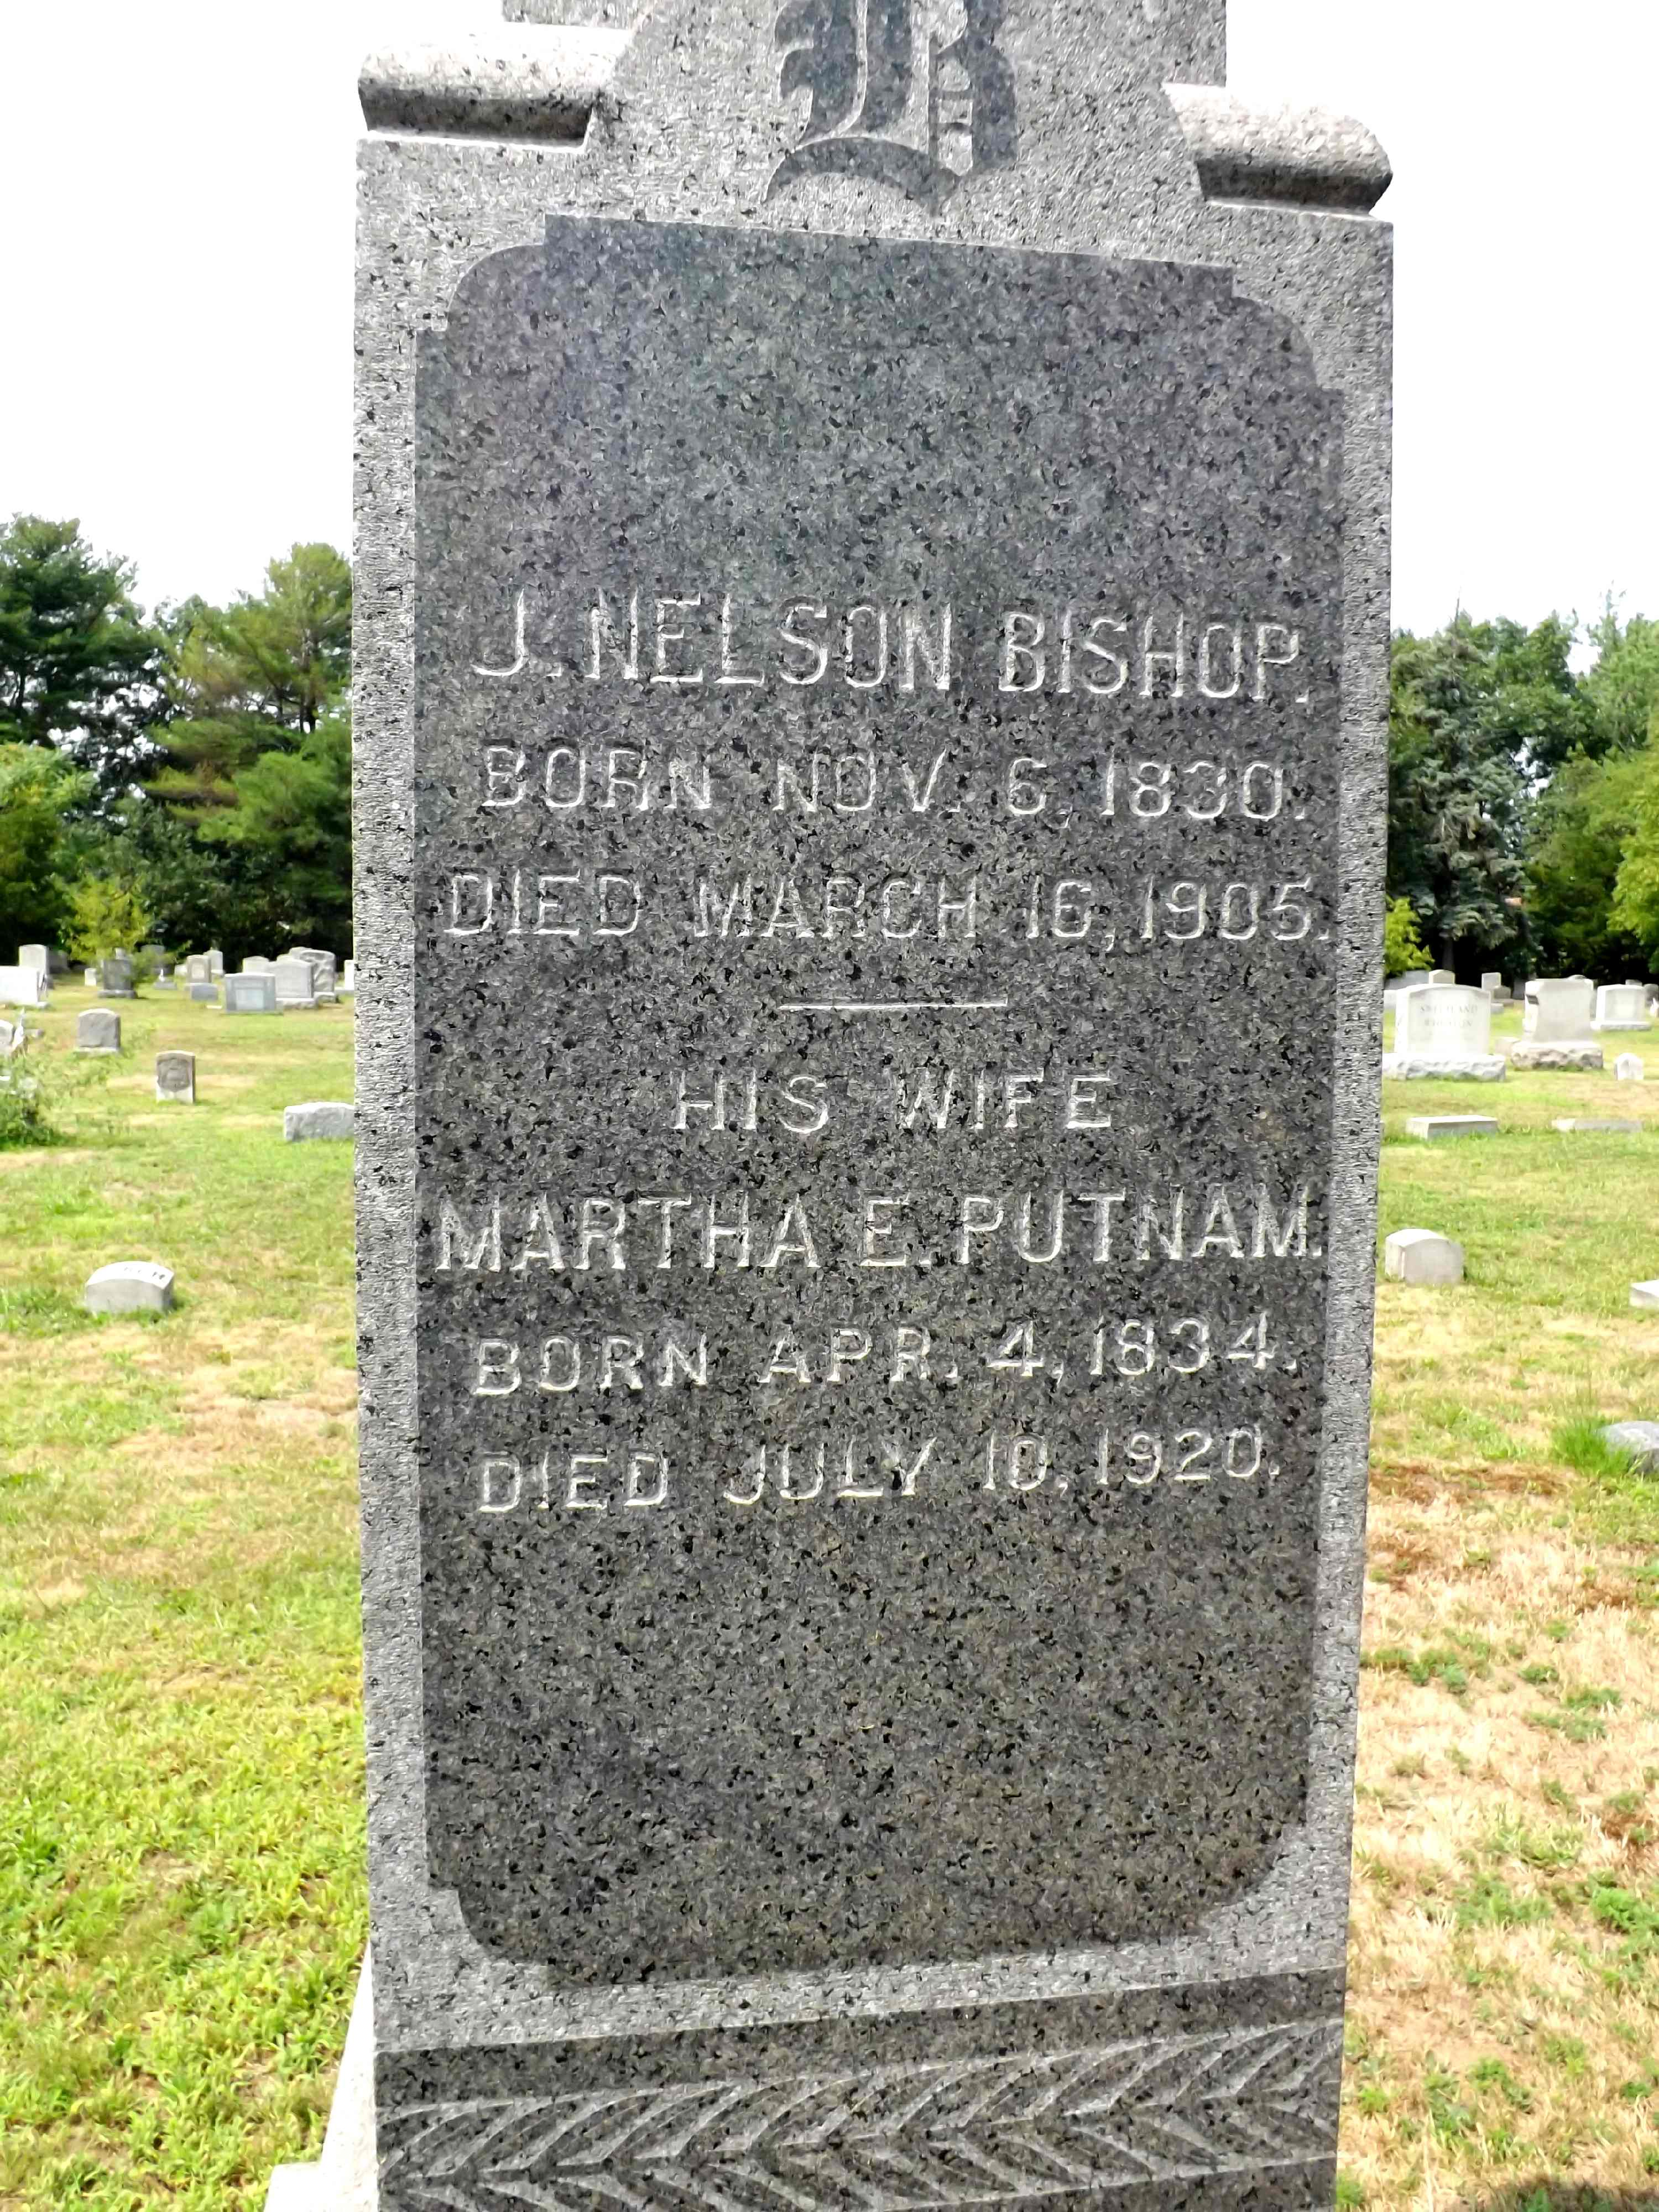 B
J. NELSON BISHOP.
BORN NOV. 6, 1830.
DIED MARCH 16, 1905.
HIS WIFE
MARTHA E. PUTNAM.
BORN APR. 4, 1834.
DIED JULY 10, 1920.